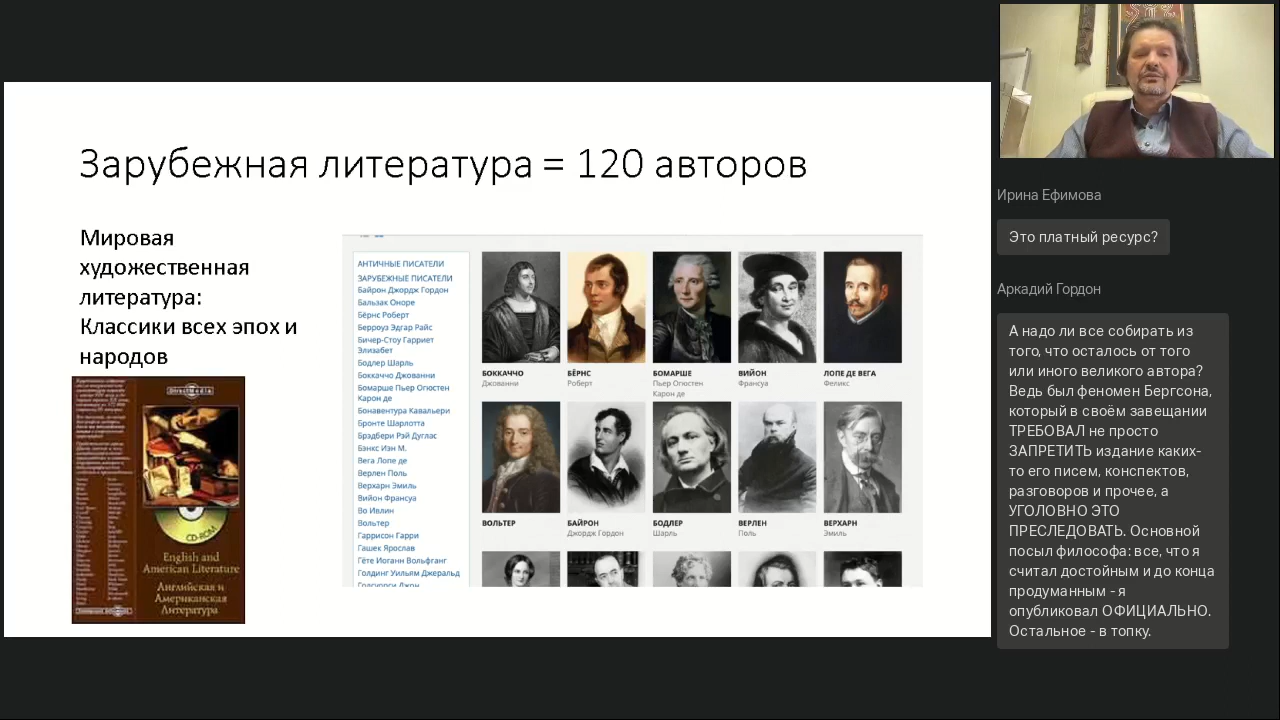 Зарубежная литература = 120 авторов
Мировая
художественная
литература:
Классики всех эпох и
народов
DirectMedia
CD-ROM
English and
American Literature
Английская и
Американская
Литература
АНТИЧНЫЕ ПИСАТЕЛИ
ЗАРУБЕЖНЫЕ ПИСАТЕЛИ
Байрон Джордж Гордон
Бальзак Оноре
Бёрнс Роберт
Берроуз Эдгар Райс
Бичер-Стоу Гарриет
Элизабет
Бодлер Шарль
Боккаччо Джованни
Бомарше Пьер Огюстен
Карон де
Бонавентура Кавальери
Бронте Шарлотта
Брэдбери Рэй Дуглас
Бэнкс Иэн М.
Вега Лопе де
Верлен Поль
Верхарн Эмиль
Вийон Франсуа
Во Ивлин
Вольтер
Гаррисон Гарри
Гашек Ярослав
Гёте Иоганн Вольфганг
Голдинг Уильям Джеральд
Голсуорси Джон
БОККАЧЧО
Джованни
БЁРНС
Роберт
БОМАРШЕ
Пьер Огюстен
Карон де
ВИЙОН
Франсуа
ЛОПЕ ДЕ ВЕГА
Феликс
ВОЛЬТЕР
БАЙРОН
Джордж Гордон
БОДЛЕР
Шарль
ВЕРЛЕН
Поль
ВЕРХАРН
Эмиль
Ирина Ефимова
Это платный ресурс?
Аркадий Гордон
А надо ли все собирать из
того, что осталось от того
или иного великого автора?
Ведь был феномен Бергсона,
который в своём завещании
ТРЕБОВАЛ не просто
ЗАПРЕТИТЬ издание каких-
то его писем, конспектов,
разговоров и прочее, а
УГОЛОВНО ЭТО
ПРЕСЛЕДОВАТЬ. Основной
посыл философа: все, что я
считал должным и до конца
продуманным - я
опубликовал ОФИЦИАЛЬНО.
Остальное - в топку.